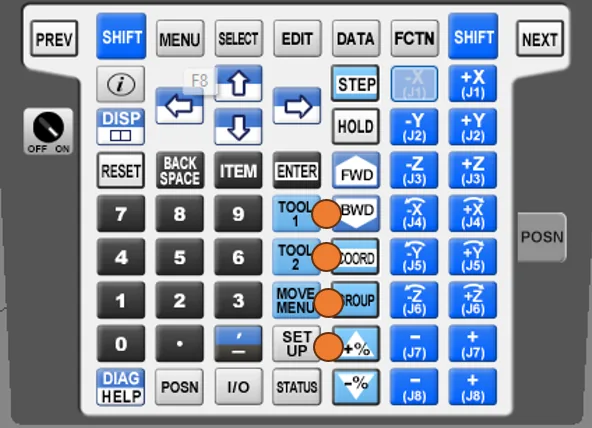 PREV SHIFT MENU SELECT EDIT DATA FCTN SHIFT NEXT
i F8 STEP -X (J1) +X (J1)
DISP HOLD -Y (J2) +Y (J2)
OFF ON
RESET BACK SPACE ITEM ENTER FWD -Z (J3) +Z (J3)
7 8 9 TOOL 1 BWD -X (J4) +X (J4)
POSN
4 5 6 TOOL 2 COORD -Y (J5) +Y (J5)
1 2 3 MOVE MENU GROUP -Z (J6) +Z (J6)
0 . ,
- SET UP +% - (J7) + (J7)
DIAG HELP POSN I/O STATUS -% - (J8) + (J8)